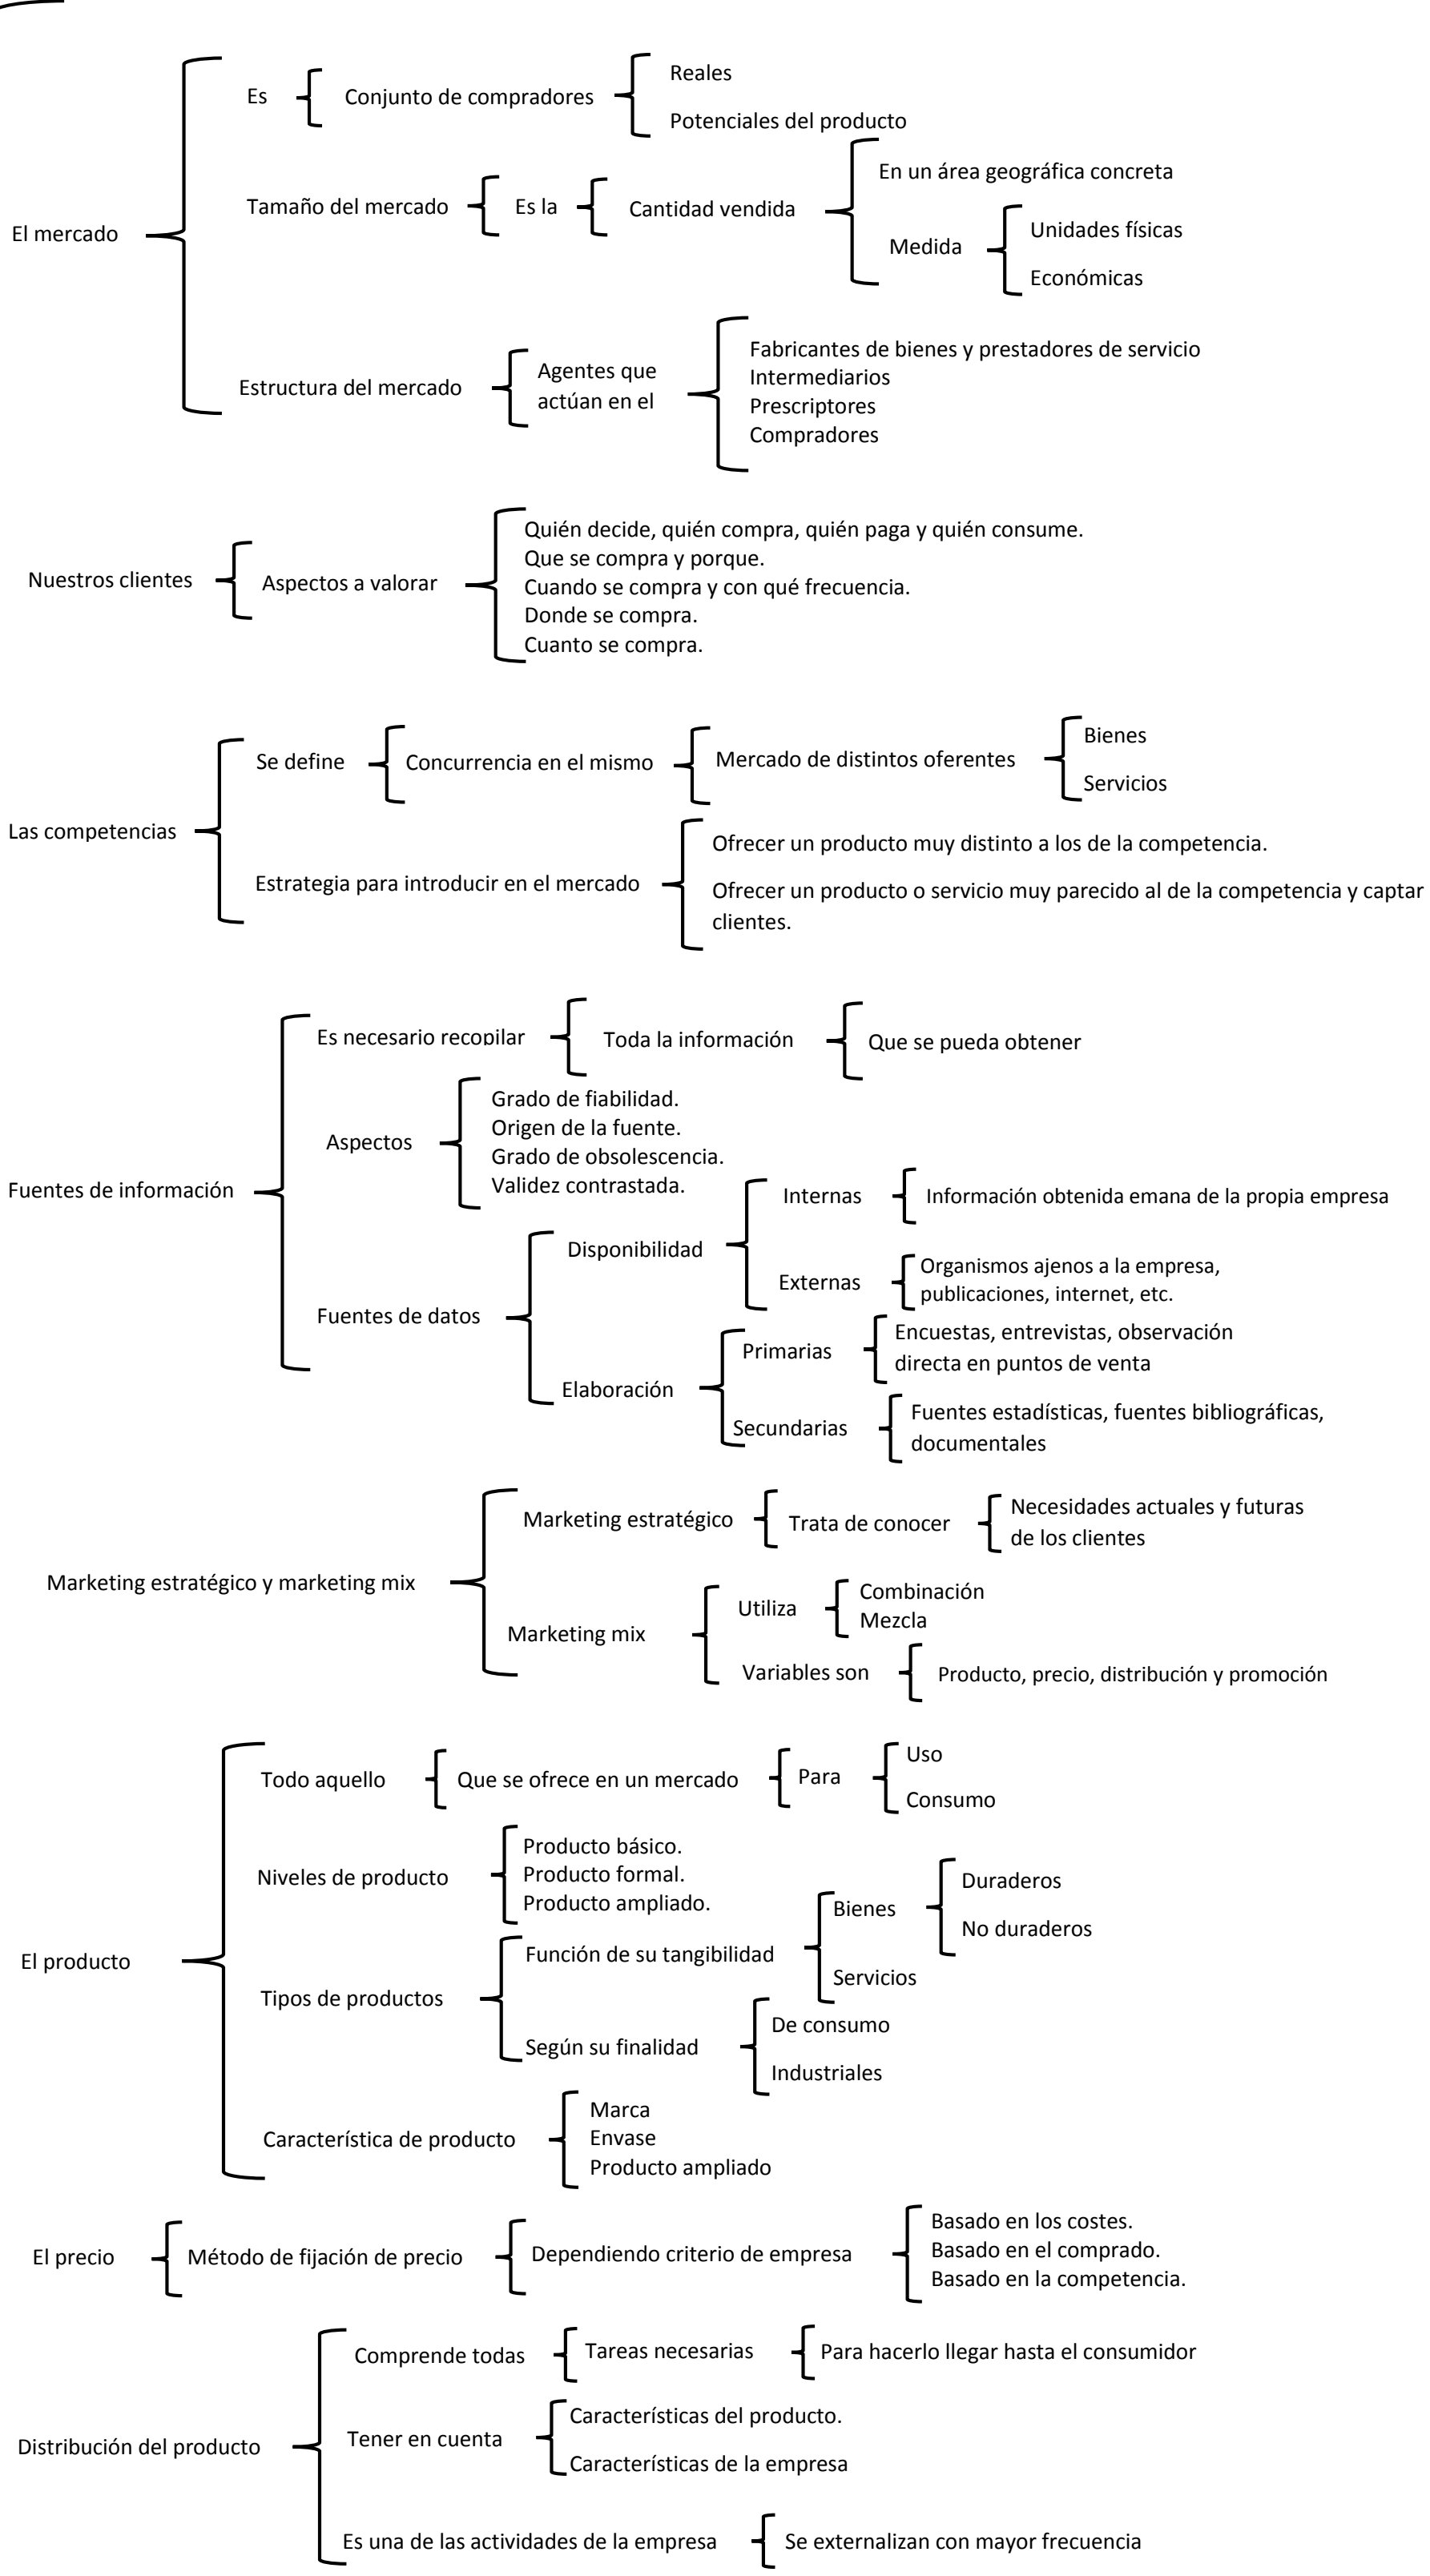 El mercado
Es
Conjunto de compradores
Reales
Potenciales del producto
Tamaño del mercado
Es la
Cantidad vendida
En un área geográfica concreta
Medida
Unidades físicas
Económicas
Estructura del mercado
Agentes que
actúan en el
Fabricantes de bienes y prestadores de servicio
Intermediarios
Prescriptores
Compradores
Nuestros clientes
Aspectos a valorar
Quién decide, quién compra, quién paga y quién consume.
Que se compra y porque.
Cuando se compra y con qué frecuencia.
Donde se compra.
Cuanto se compra.
Las competencias
Se define
Concurrencia en el mismo
Mercado de distintos oferentes
Bienes
Servicios
Estrategia para introducir en el mercado
Ofrecer un producto muy distinto a los de la competencia.
Ofrecer un producto o servicio muy parecido al de la competencia y captar
clientes.
Fuentes de información
Es necesario recopilar
Toda la información
Que se pueda obtener
Aspectos
Grado de fiabilidad.
Origen de la fuente.
Grado de obsolescencia.
Validez contrastada.
Fuentes de datos
Disponibilidad
Internas
Información obtenida emana de la propia empresa
Externas
Organismos ajenos a la empresa,
publicaciones, internet, etc.
Elaboración
Primarias
Encuestas, entrevistas, observación
directa en puntos de venta
Secundarias
Fuentes estadísticas, fuentes bibliográficas,
documentales
Marketing estratégico y marketing mix
Marketing estratégico
Trata de conocer
Necesidades actuales y futuras
de los clientes
Marketing mix
Utiliza
Combinación
Mezcla
Variables son
Producto, precio, distribución y promoción
El producto
Todo aquello
Que se ofrece en un mercado
Para
Uso
Consumo
Niveles de producto
Producto básico.
Producto formal.
Producto ampliado.
Tipos de productos
Función de su tangibilidad
Bienes
Duraderos
No duraderos
Servicios
Según su finalidad
De consumo
Industriales
Característica de producto
Marca
Envase
Producto ampliado
El precio
Método de fijación de precio
Dependiendo criterio de empresa
Basado en los costes.
Basado en el comprado.
Basado en la competencia.
Distribución del producto
Comprende todas
Tareas necesarias
Para hacerlo llegar hasta el consumidor
Tener en cuenta
Características del producto.
Características de la empresa
Es una de las actividades de la empresa
Se externalizan con mayor frecuencia